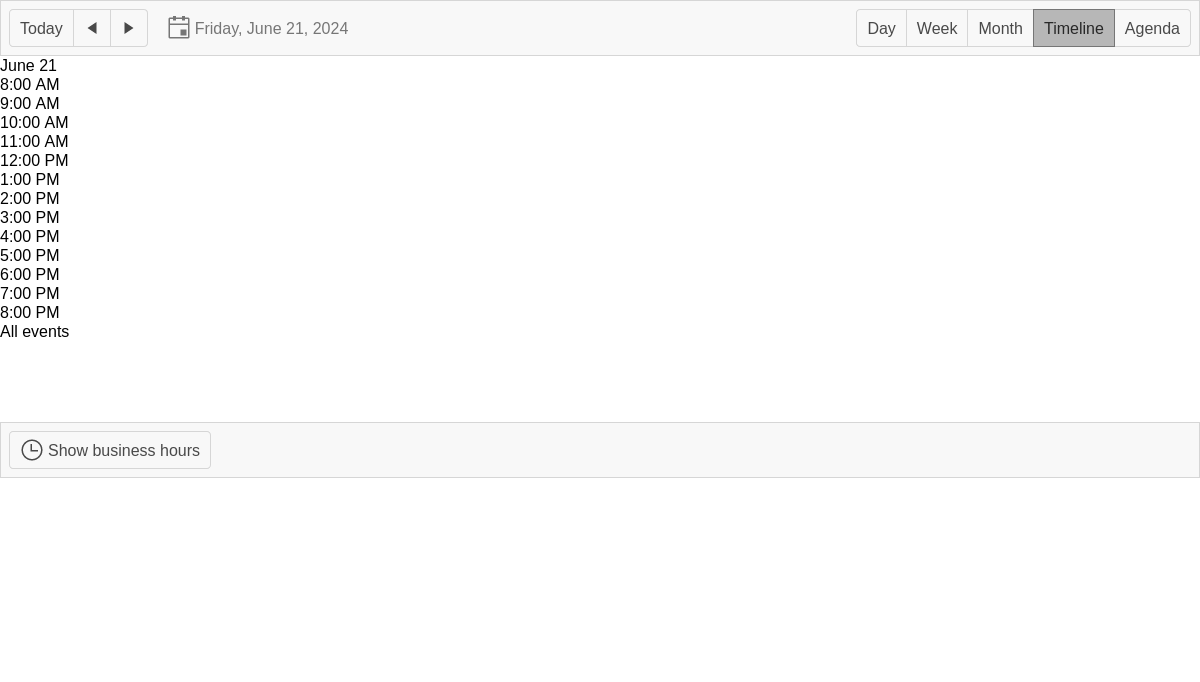 Today Friday, June 21, 2024 Day Week Month Timeline Agenda
June 21
8:00 AM
9:00 AM
10:00 AM
11:00 AM
12:00 PM
1:00 PM
2:00 PM
3:00 PM
4:00 PM
5:00 PM
6:00 PM
7:00 PM
8:00 PM
All events
Show business hours